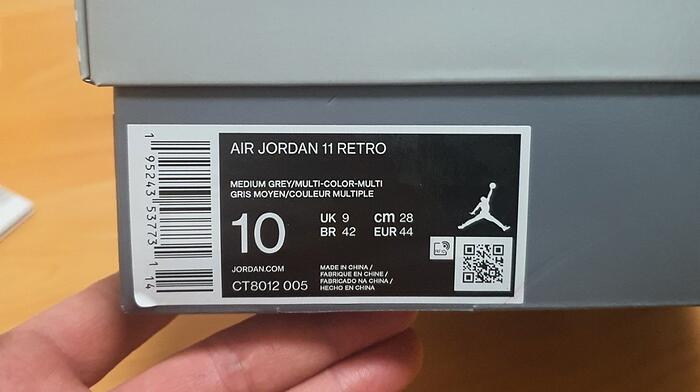 AIR JORDAN 11 RETRO
MEDIUM GREY/MULTI-COLOR-MULTI
GRIS MOYEN/COULEUR MULTIPLE
10
UK 9 cm 28
BR 42 EUR 44
JORDAN.COM
CT8012 005
MADE IN CHINA /
FABRIQUE EN CHINE /
FABRICADO NA CHINA /
HECHO EN CHINA
1 95243 53773 1 14